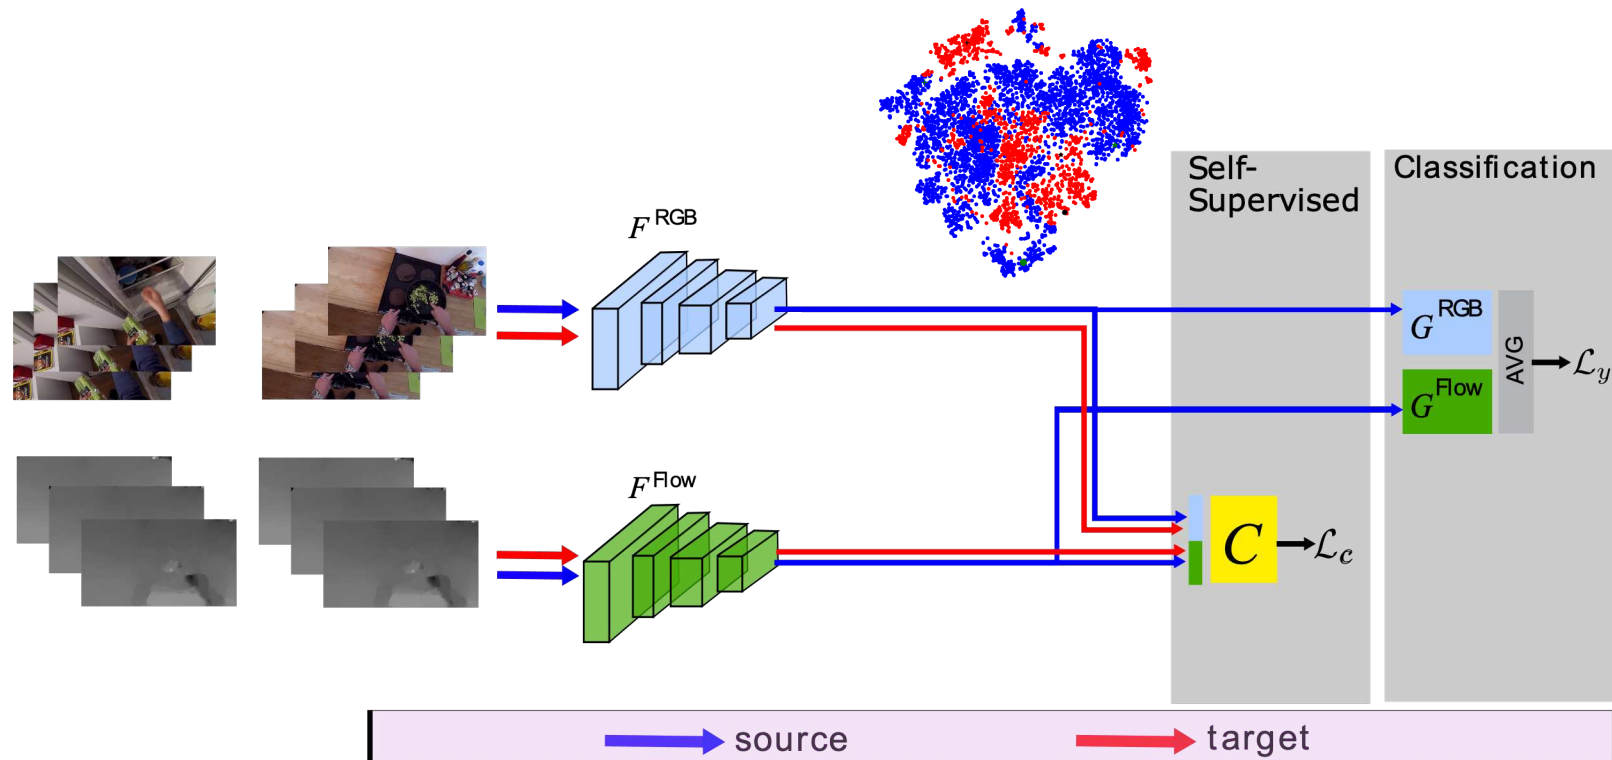 Self-
Supervised
Classification
F RGB
G RGB
AVG
ℒy
G Flow
F Flow
C
ℒc
source
target